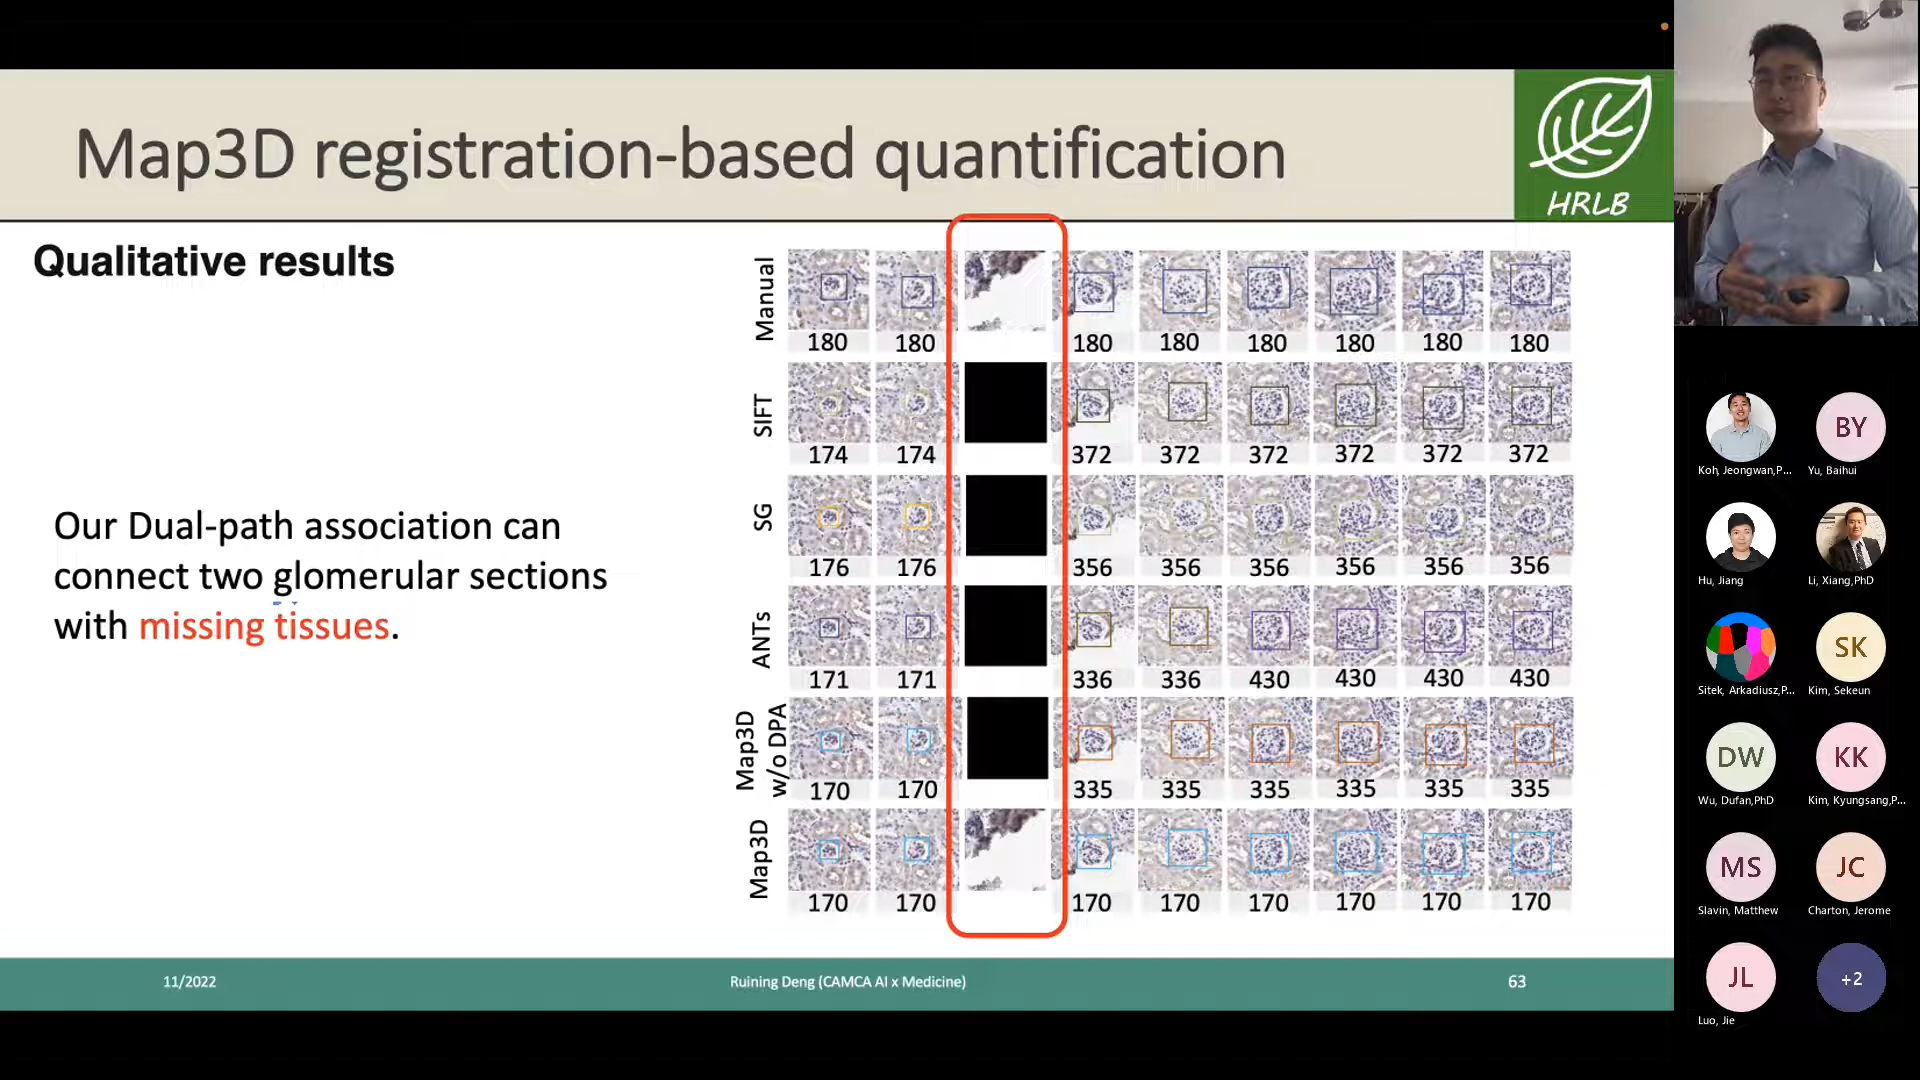 Map3D registration-based quantification
HRLB
Qualitative results
Our Dual-path association can
connect two glomerular sections
with missing tissues.
Manual
180 180 180 180 180 180 180 180
SIFT
174 174 372 372 372 372 372 372
SG
176 176 356 356 356 356 356 356
ANTs
171 171 336 336 430 430 430 430
Map3D
w/o DPA
170 170 335 335 335 335 335 335
Map3D
170 170 170 170 170 170 170 170
11/2022
Ruining Deng (CAMCA AI x Medicine)
63
BY
Koh, Jeongwan,P... Yu, Baihui
Hu, Jiang Li, Xiang,PhD
SK
Sitek, Arkadiusz,P... Kim, Sekeun
DW KK
Wu, Dufan,PhD Kim, Kyungsang,P...
MS JC
Slavin, Matthew Charton, Jerome
JL +2
Luo, Jie